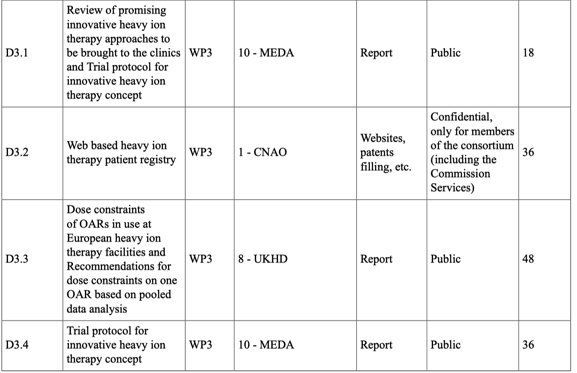 D3.1
Review of promising
innovative heavy ion
therapy approaches to
be brought to the clinics
and Trial protocol for
innovative heavy ion
therapy concept
WP3
10 - MEDA
Report
Public
18
D3.2
Web based heavy ion
therapy patient registry
WP3
1 - CNAO
Websites,
patents
filling, etc.
Confidential,
only for members
of the consortium
(including the
Commission
Services)
36
D3.3
Dose constraints
of OARs in use at
European heavy ion
therapy facilities and
Recommendations for
dose constraints on one
OAR based on pooled
data analysis
WP3
8 - UKHD
Report
Public
48
D3.4
Trial protocol for
innovative heavy ion
therapy concept
WP3
10 - MEDA
Report
Public
36